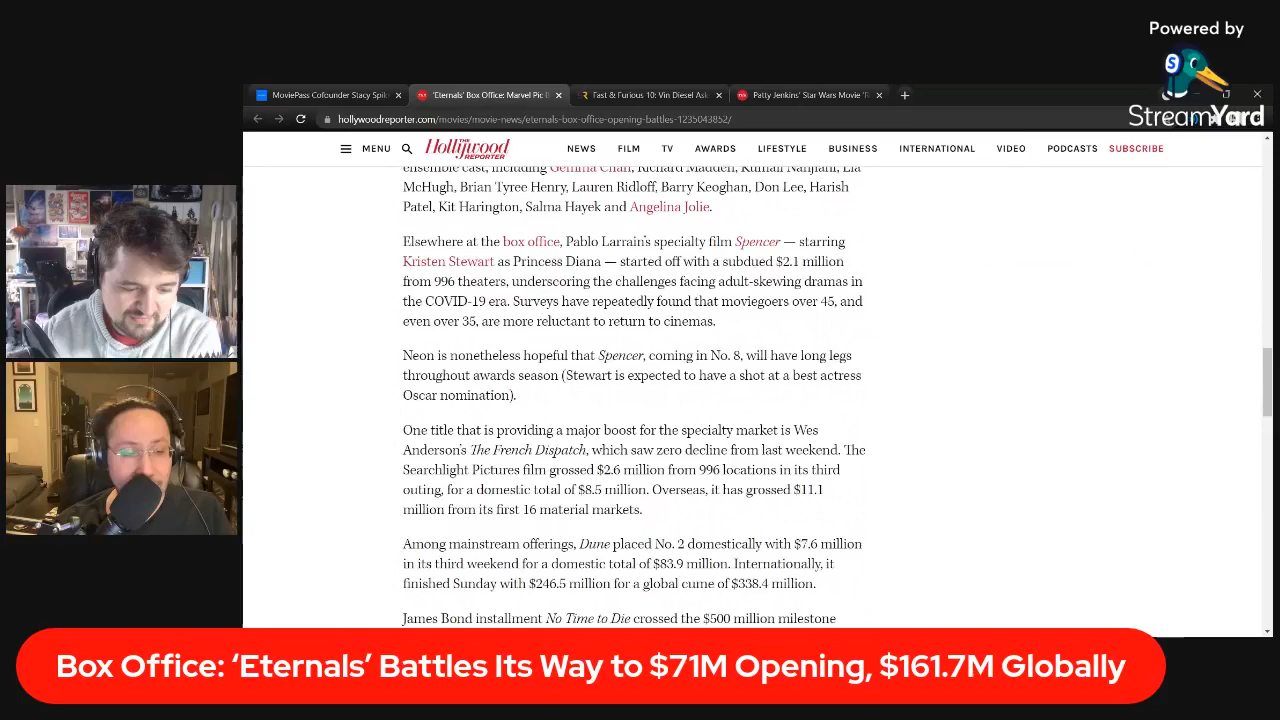 Powered by
StreamYard
MoviePass Cofounder Stacy Spik
'Eternals' Box Office: Marvel Pic B
Fast & Furious 10: Vin Diesel Ask
Patty Jenkins' Star Wars Movie 'R
hollywoodreporter.com/movies/movie-news/eternals-box-office-opening-battles-1235043852/
MENU
THE Hollywood REPORTER
NEWS FILM TV AWARDS LIFESTYLE BUSINESS INTERNATIONAL VIDEO PODCASTS SUBSCRIBE
ensemble cast, including Gemma Chan, Richard Madden, Kumail Nanjiani, Lia
McHugh, Brian Tyree Henry, Lauren Ridloff, Barry Keoghan, Don Lee, Harish
Patel, Kit Harington, Salma Hayek and Angelina Jolie.
Elsewhere at the box office, Pablo Larrain's specialty film Spencer — starring
Kristen Stewart as Princess Diana — started off with a subdued $2.1 million
from 996 theaters, underscoring the challenges facing adult-skewing dramas in
the COVID-19 era. Surveys have repeatedly found that moviegoers over 45, and
even over 35, are more reluctant to return to cinemas.
Neon is nonetheless hopeful that Spencer, coming in No. 8, will have long legs
throughout awards season (Stewart is expected to have a shot at a best actress
Oscar nomination).
One title that is providing a major boost for the specialty market is Wes
Anderson's The French Dispatch, which saw zero decline from last weekend. The
Searchlight Pictures film grossed $2.6 million from 996 locations in its third
outing, for a domestic total of $8.5 million. Overseas, it has grossed $11.1
million from its first 16 material markets.
Among mainstream offerings, Dune placed No. 2 domestically with $7.6 million
in its third weekend for a domestic total of $83.9 million. Internationally, it
finished Sunday with $246.5 million for a global cume of $338.4 million.
James Bond installment No Time to Die crossed the $500 million milestone
Box Office: ‘Eternals’ Battles Its Way to $71M Opening, $161.7M Globally